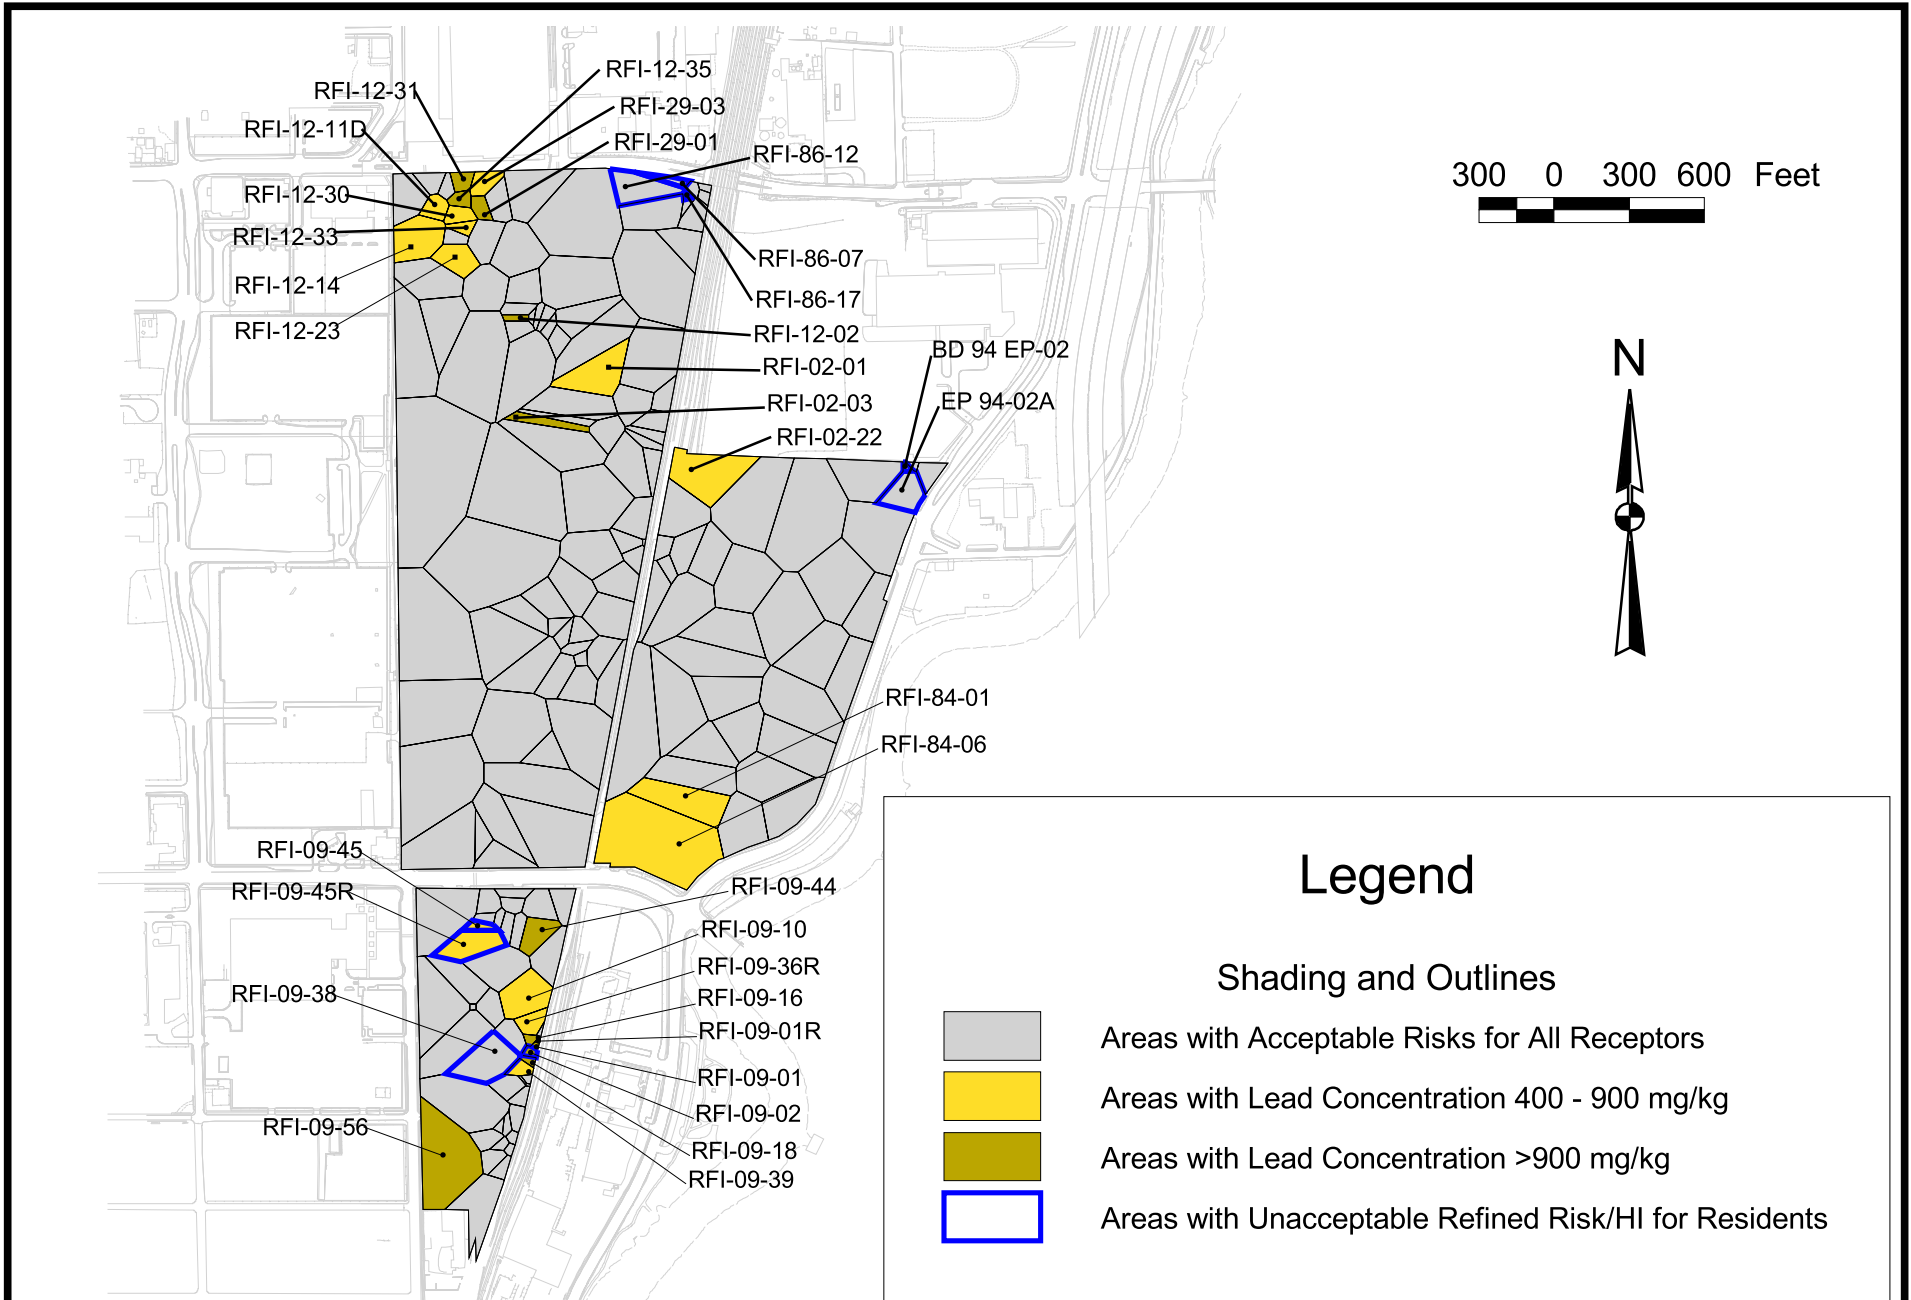 RFI-12-35
RFI-12-31
RFI-29-03
RFI-12-11D
RFI-29-01
RFI-86-12
300 0 300 600 Feet
RFI-12-30
RFI-12-33
RFI-86-07
RFI-12-14
RFI-86-17
RFI-12-23
RFI-12-02
BD 94 EP-02
N
RFI-02-01
EP 94-02A
RFI-02-03
RFI-02-22
RFI-84-01
RFI-84-06
RFI-09-45
RFI-09-45R
RFI-09-44
RFI-09-10
RFI-09-36R
RFI-09-38
RFI-09-16
RFI-09-01R
RFI-09-01
RFI-09-02
RFI-09-56
RFI-09-18
RFI-09-39
Legend
Shading and Outlines
Areas with Acceptable Risks for All Receptors
Areas with Lead Concentration 400 - 900 mg/kg
Areas with Lead Concentration >900 mg/kg
Areas with Unacceptable Refined Risk/HI for Residents